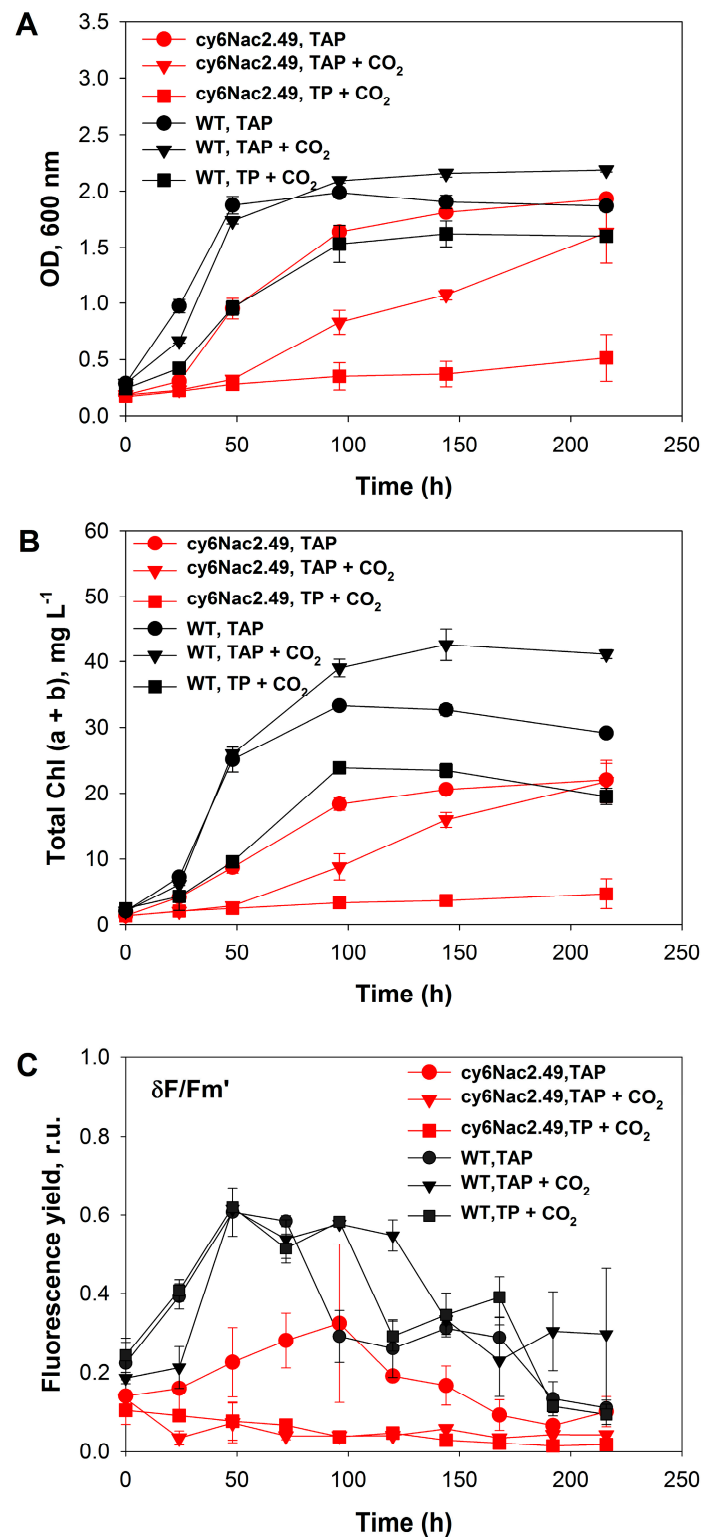 A
3.5
3.0
2.5
2.0
1.5
1.0
0.5
0.0
OD, 600 nm
cy6Nac2.49, TAP
cy6Nac2.49, TAP + CO2
cy6Nac2.49, TP + CO2
WT, TAP
WT, TAP + CO2
WT, TP + CO2
0 50 100 150 200 250
Time (h)
B
60
50
40
30
20
10
0
Total Chl (a + b), mg L-1
cy6Nac2.49, TAP
cy6Nac2.49, TAP + CO2
cy6Nac2.49, TP + CO2
WT, TAP
WT, TAP + CO2
WT, TP + CO2
0 50 100 150 200 250
Time (h)
C
1.0
0.8
0.6
0.4
0.2
0.0
Fluorescence yield, r.u.
δF/Fm'
cy6Nac2.49,TAP
cy6Nac2.49,TAP + CO2
cy6Nac2.49,TP + CO2
WT,TAP
WT,TAP + CO2
WT,TP + CO2
0 50 100 150 200 250
Time (h)